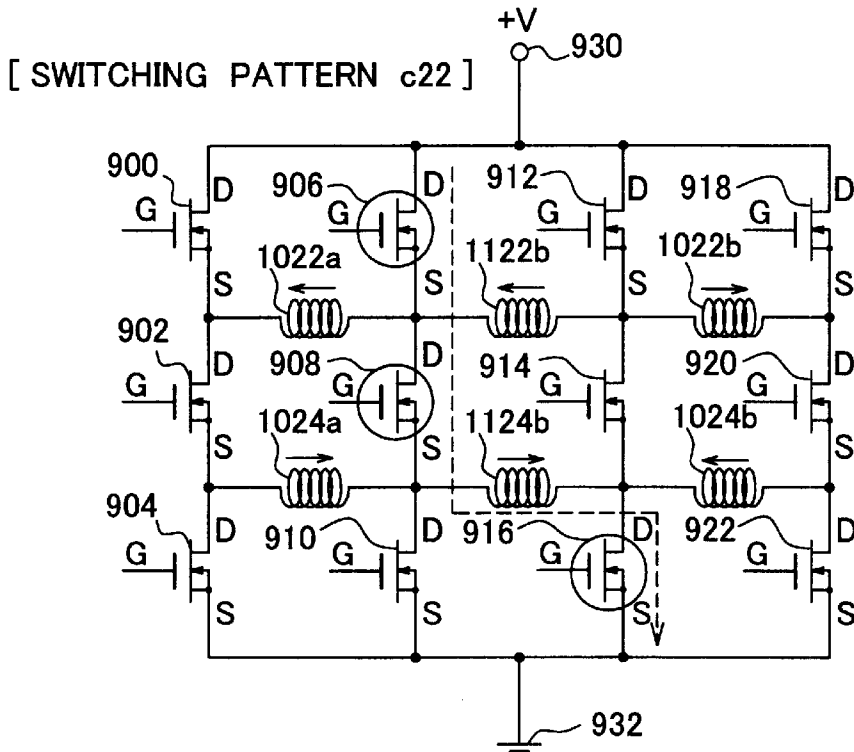 +V
930
[ SWITCHING PATTERN c22 ]
900 D 906 D 912 D 918 D
G G G G
1022a S S 1122b S 1022b S
902 D 908 D 914 D 920 D
G G G G
1024a S S 1124b S 1024b S
904 D 910 D 916 D 922 D
G G G G
S S S S
932